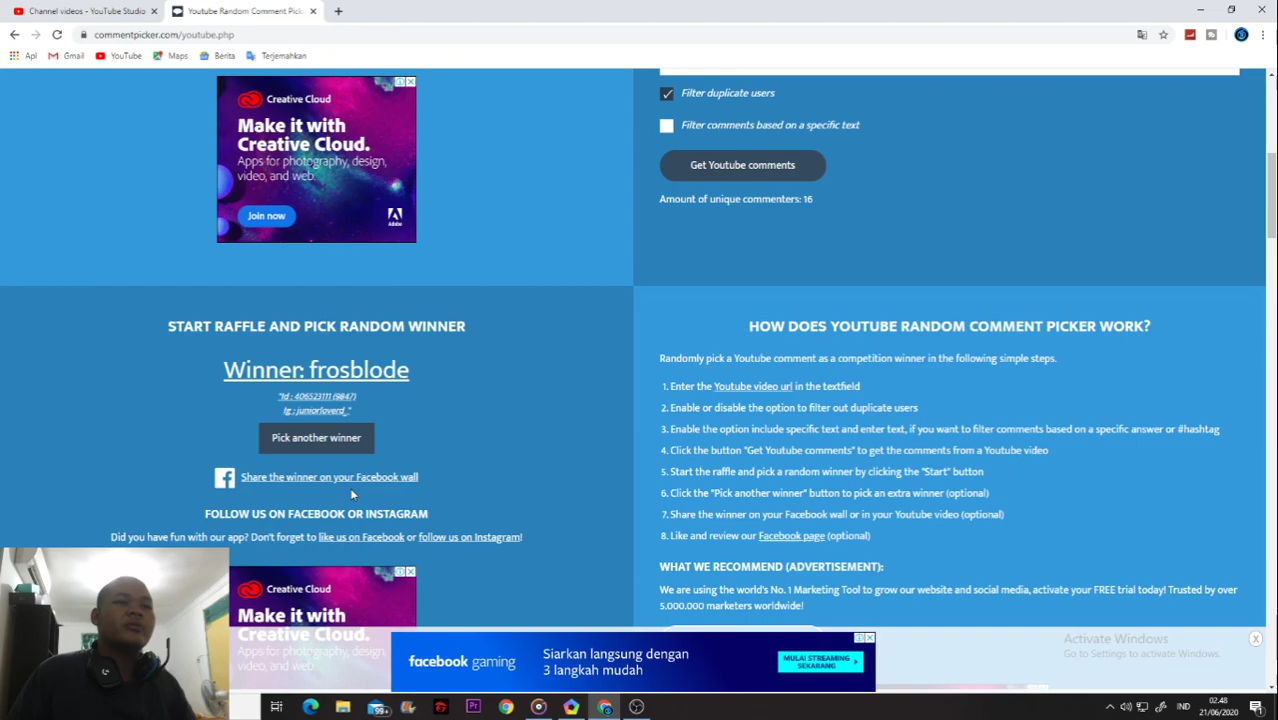 Channel videos - YouTube Studio
Youtube Random Comment Pick
commentpicker.com/youtube.php
Apl
Gmail
YouTube
Maps
Berita
Terjemahkan
Creative Cloud
Make it with
Creative Cloud.
Apps for photography, design,
video, and web.
Join now
Adobe
Filter duplicate users
Filter comments based on a specific text
Get Youtube comments
Amount of unique commenters: 16
START RAFFLE AND PICK RANDOM WINNER
Winner: frosblode
"Id : 406523111 (9847)
Ig : juniorloverd_"
Pick another winner
Share the winner on your Facebook wall
FOLLOW US ON FACEBOOK OR INSTAGRAM
Did you have fun with our app? Don't forget to like us on Facebook or follow us on Instagram!
Creative Cloud
Make it with
Creative Cloud.
Apps for photography, design,
video, and web.
HOW DOES YOUTUBE RANDOM COMMENT PICKER WORK?
Randomly pick a Youtube comment as a competition winner in the following simple steps.
1. Enter the Youtube video url in the textfield
2. Enable or disable the option to filter out duplicate users
3. Enable the option include specific text and enter text, if you want to filter comments based on a specific answer or #hashtag
4. Click the button "Get Youtube comments" to get the comments from a Youtube video
5. Start the raffle and pick a random winner by clicking the "Start" button
6. Click the "Pick another winner" button to pick an extra winner (optional)
7. Share the winner on your Facebook wall or in your Youtube video (optional)
8. Like and review our Facebook page (optional)
WHAT WE RECOMMEND (ADVERTISEMENT):
We are using the world's No. 1 Marketing Tool to grow our website and social media, activate your FREE trial today! Trusted by over
5.000.000 marketers worldwide!
facebook gaming
Siarkan langsung dengan
3 langkah mudah
MULAI STREAMING
SEKARANG
Activate Windows
Go to Settings to activate Windows.
99+
Pr
IND
02.48
21/06/2020